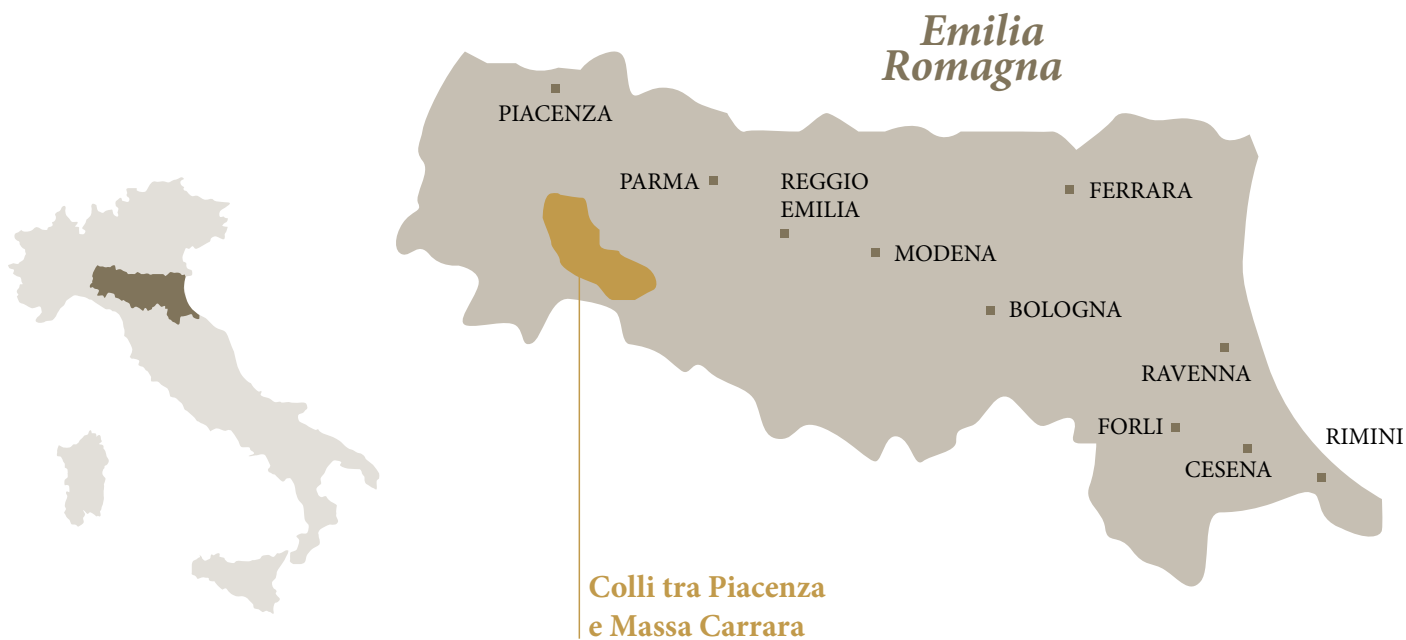 Emilia
Romagna
PIACENZA
PARMA
REGGIO
EMILIA
FERRARA
MODENA
BOLOGNA
RAVENNA
FORLI
RIMINI
CESENA
Colli tra Piacenza
e Massa Carrara